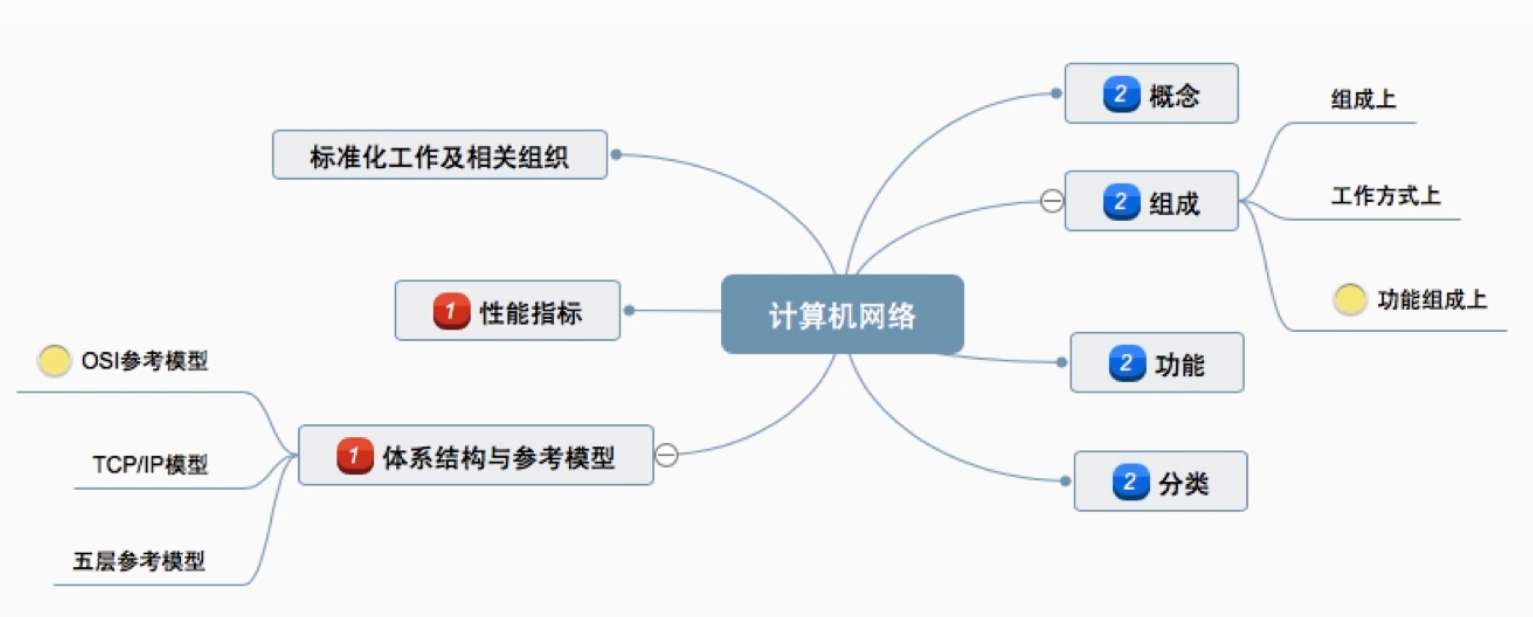 计算机网络
2 概念
2 组成
组成上
工作方式上
功能组成上
2 功能
2 分类
标准化工作及相关组织
1 性能指标
1 体系结构与参考模型
OSI参考模型
TCP/IP模型
五层参考模型